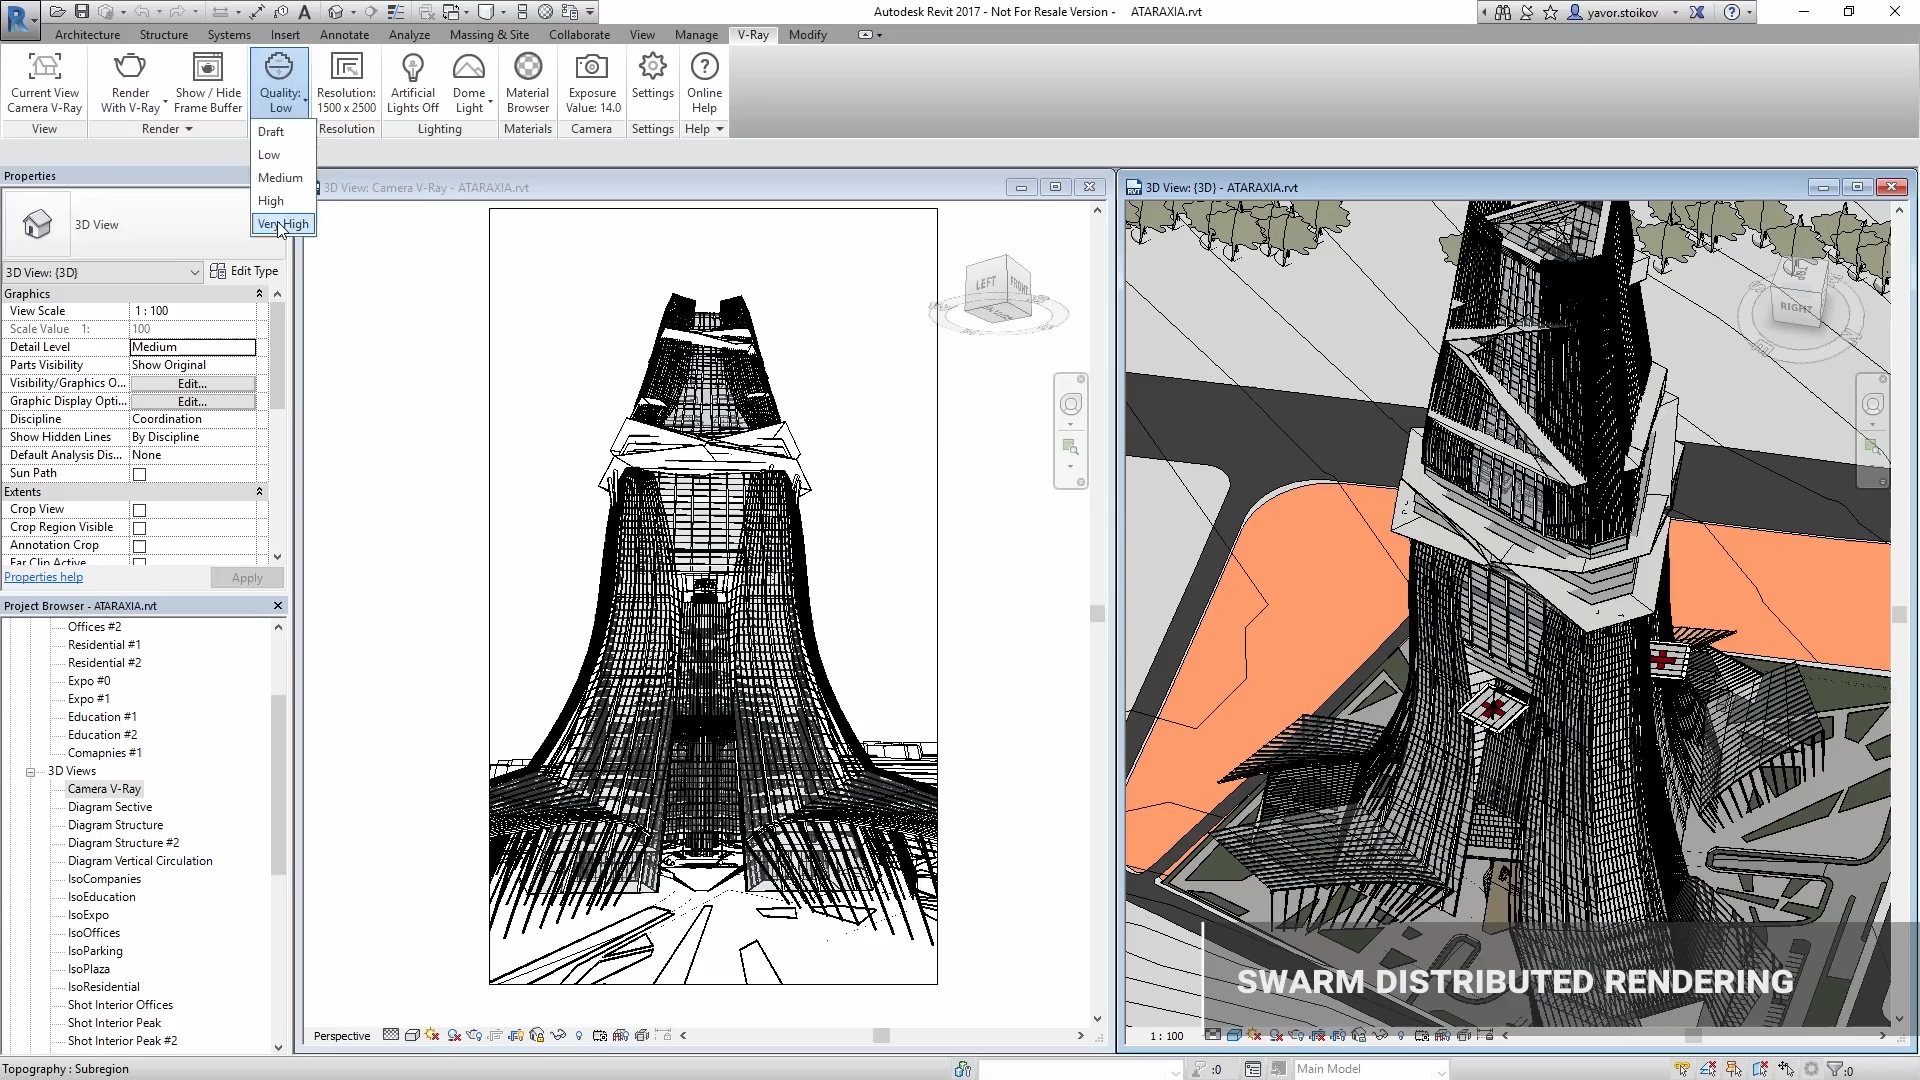 Autodesk Revit 2017 - Not For Resale Version - ATARAXIA.rvt
yavor.stoikov
Architecture Structure Systems Insert Annotate Analyze Massing & Site Collaborate View Manage V-Ray Modify
Current View
Camera V-Ray
Render
With V-Ray
Show / Hide
Frame Buffer
Quality:
Low
Resolution:
1500 x 2500
Artificial
Lights Off
Dome
Light
Material
Browser
Exposure
Value: 14.0
Settings
Online
Help
View Render Resolution Lighting Materials Camera Settings Help
Draft
Low
Medium
High
Very High
Properties
3D View
3D View: {3D}
Edit Type
Graphics
View Scale 1 : 100
Scale Value 1: 100
Detail Level Medium
Parts Visibility Show Original
Visibility/Graphics O... Edit...
Graphic Display Opti... Edit...
Discipline Coordination
Show Hidden Lines By Discipline
Default Analysis Dis... None
Sun Path
Extents
Crop View
Crop Region Visible
Annotation Crop
Far Clip Active
Properties help
Apply
Project Browser - ATARAXIA.rvt
Offices #2
Residential #1
Residential #2
Expo #0
Expo #1
Education #1
Education #2
Comapnies #1
3D Views
Camera V-Ray
Diagram Sective
Diagram Structure
Diagram Structure #2
Diagram Vertical Circulation
IsoCompanies
IsoEducation
IsoExpo
IsoOffices
IsoParking
IsoPlaza
IsoResidential
Shot Interior Offices
Shot Interior Peak
Shot Interior Peak #2
3D View: Camera V-Ray - ATARAXIA.rvt
LEFT
FRONT
Perspective
3D View: {3D} - ATARAXIA.rvt
RIGHT
SWARM DISTRIBUTED RENDERING
1 : 100
Topography : Subregion
:0
Main Model
:0